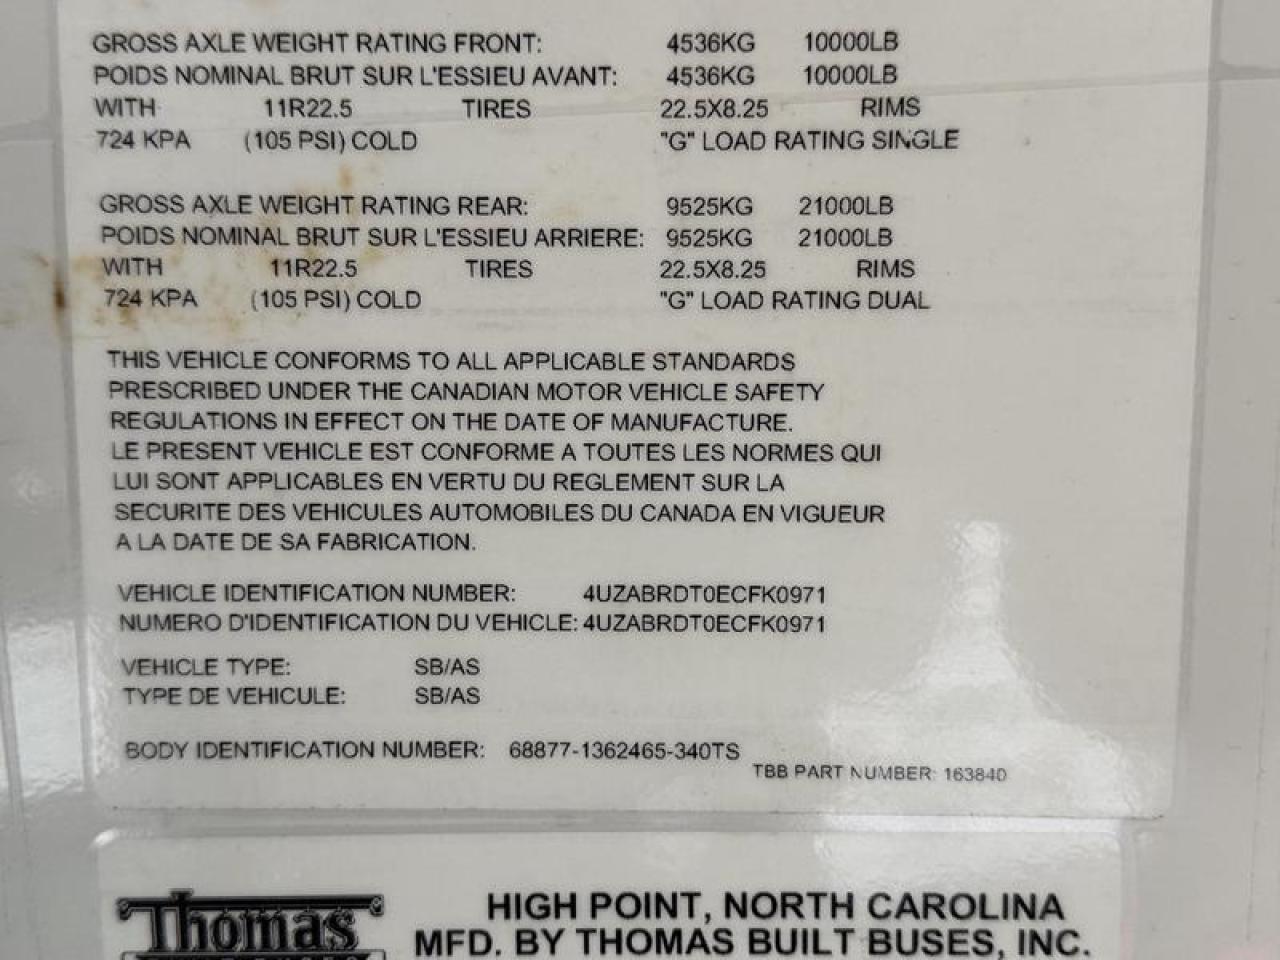 GROSS AXLE WEIGHT RATING FRONT: 4536KG 10000LB
POIDS NOMINAL BRUT SUR L'ESSIEU AVANT: 4536KG 10000LB
WITH 11R22.5 TIRES 22.5X8.25 RIMS
724 KPA (105 PSI) COLD "G" LOAD RATING SINGLE
GROSS AXLE WEIGHT RATING REAR: 9525KG 21000LB
POIDS NOMINAL BRUT SUR L'ESSIEU ARRIERE: 9525KG 21000LB
WITH 11R22.5 TIRES 22.5X8.25 RIMS
724 KPA (105 PSI) COLD "G" LOAD RATING DUAL
THIS VEHICLE CONFORMS TO ALL APPLICABLE STANDARDS
PRESCRIBED UNDER THE CANADIAN MOTOR VEHICLE SAFETY
REGULATIONS IN EFFECT ON THE DATE OF MANUFACTURE.
LE PRESENT VEHICLE EST CONFORME A TOUTES LES NORMES QUI
LUI SONT APPLICABLES EN VERTU DU REGLEMENT SUR LA
SECURITE DES VEHICULES AUTOMOBILES DU CANADA EN VIGUEUR
A LA DATE DE SA FABRICATION.
VEHICLE IDENTIFICATION NUMBER: 4UZABRDT0ECFK0971
NUMERO D'IDENTIFICATION DU VEHICLE: 4UZABRDT0ECFK0971
VEHICLE TYPE: SB/AS
TYPE DE VEHICULE: SB/AS
BODY IDENTIFICATION NUMBER: 68877-1362465-340TS
TBB PART NUMBER: 163840
Thomas
HIGH POINT, NORTH CAROLINA
MFD. BY THOMAS BUILT BUSES, INC.